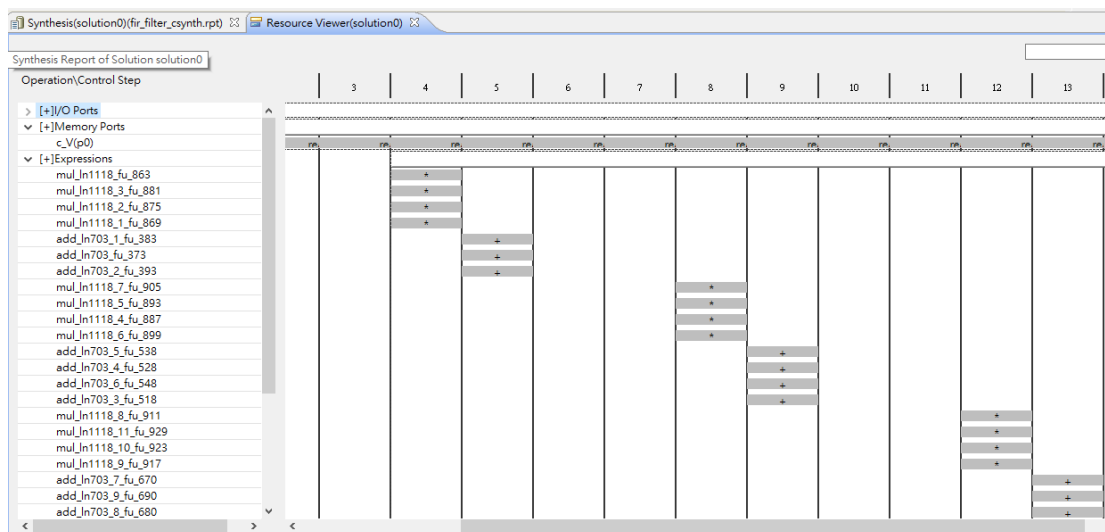 Synthesis(solution0)(fir_filter_csynth.rpt) Resource Viewer(solution0)
Synthesis Report of Solution solution0
Operation\Control Step 3 4 5 6 7 8 9 10 11 12 13
[+]I/O Ports
[+]Memory Ports
c_V(p0)
[+]Expressions
mul_ln1118_fu_863 *
mul_ln1118_3_fu_881 *
mul_ln1118_2_fu_875 *
mul_ln1118_1_fu_869 *
add_ln703_1_fu_383 +
add_ln703_fu_373 +
add_ln703_2_fu_393 +
mul_ln1118_7_fu_905 *
mul_ln1118_5_fu_893 *
mul_ln1118_4_fu_887 *
mul_ln1118_6_fu_899 *
add_ln703_5_fu_538 +
add_ln703_4_fu_528 +
add_ln703_6_fu_548 +
add_ln703_3_fu_518 +
mul_ln1118_8_fu_911 *
mul_ln1118_11_fu_929 *
mul_ln1118_10_fu_923 *
mul_ln1118_9_fu_917 *
add_ln703_7_fu_670 +
add_ln703_9_fu_690 +
add_ln703_8_fu_680 +